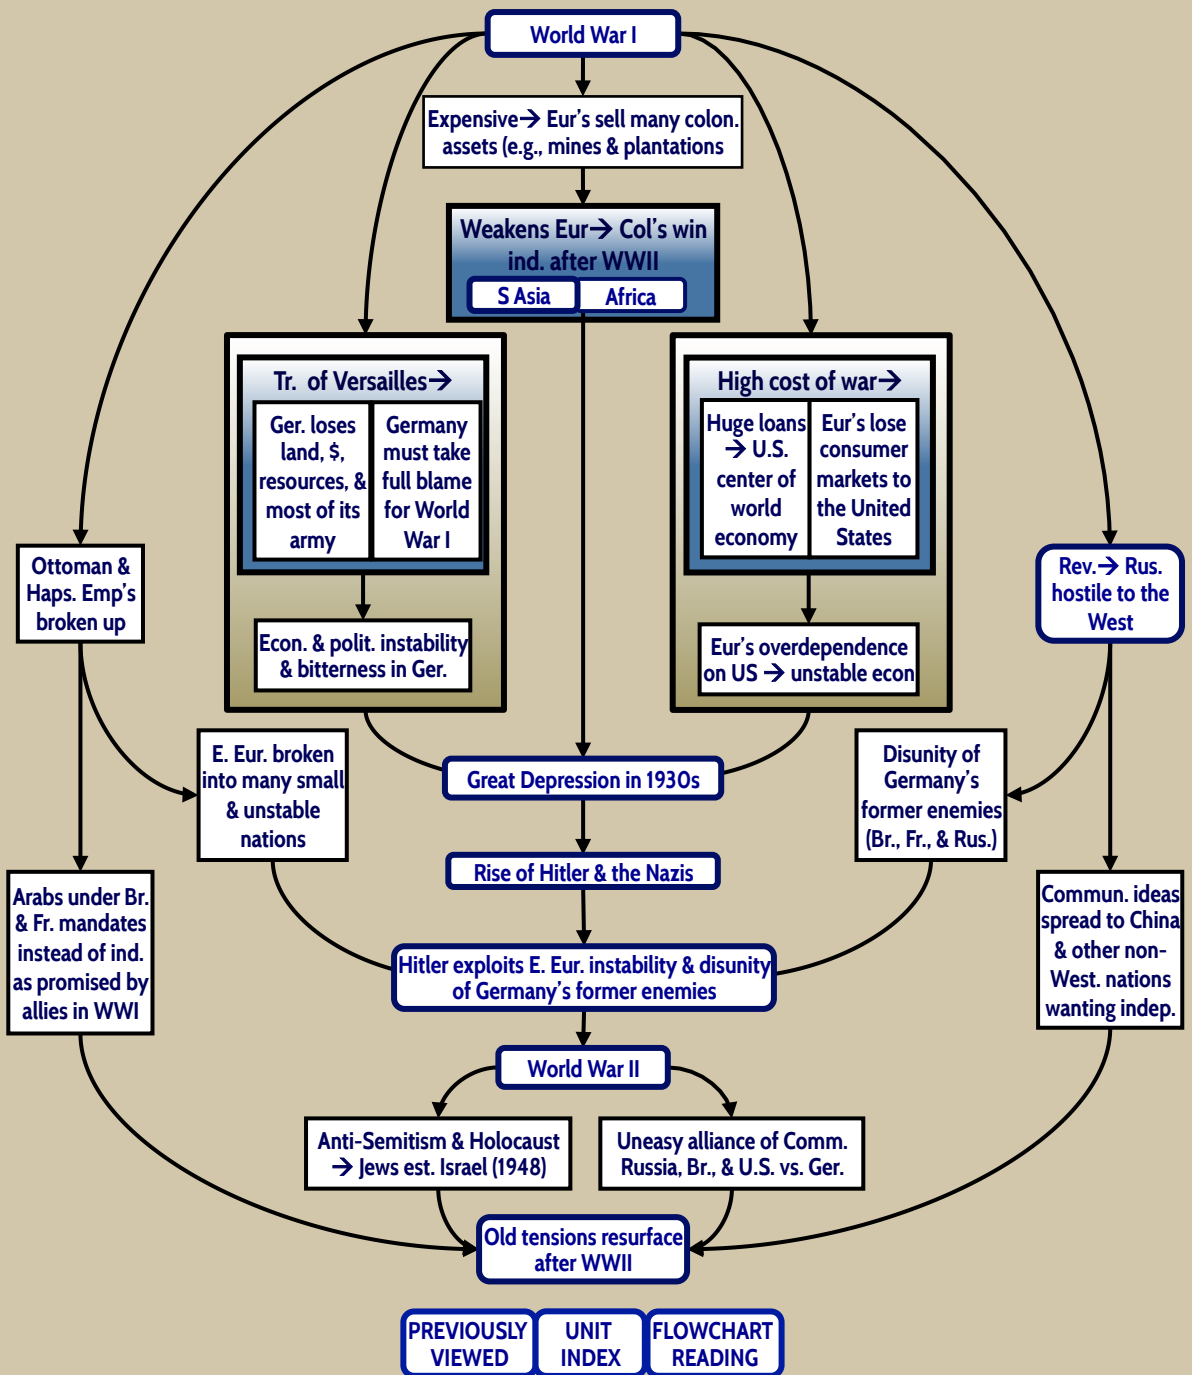 World War I
Expensive→ Eur's sell many colon.
assets (e.g., mines & plantations
Weakens Eur→ Col's win
ind. after WWII
S Asia
Africa
Tr. of Versailles→
Ger. loses
land, $,
resources, &
most of its
army
Germany
must take
full blame
for World
War I
High cost of war→
Huge loans
→ U.S.
center of
world
economy
Eur's lose
consumer
markets to
the United
States
Ottoman &
Haps. Emp's
broken up
Rev.→ Rus.
hostile to the
West
Econ. & polit. instability
& bitterness in Ger.
Eur's overdependence
on US → unstable econ
E. Eur. broken
into many small
& unstable
nations
Great Depression in 1930s
Disunity of
Germany's
former enemies
(Br., Fr., & Rus.)
Rise of Hitler & the Nazis
Arabs under Br.
& Fr. mandates
instead of ind.
as promised by
allies in WWI
Hitler exploits E. Eur. instability & disunity
of Germany's former enemies
Commun. ideas
spread to China
& other non-
West. nations
wanting indep.
World War II
Anti-Semitism & Holocaust
→ Jews est. Israel (1948)
Uneasy alliance of Comm.
Russia, Br., & U.S. vs. Ger.
Old tensions resurface
after WWII
PREVIOUSLY
VIEWED
UNIT
INDEX
FLOWCHART
READING